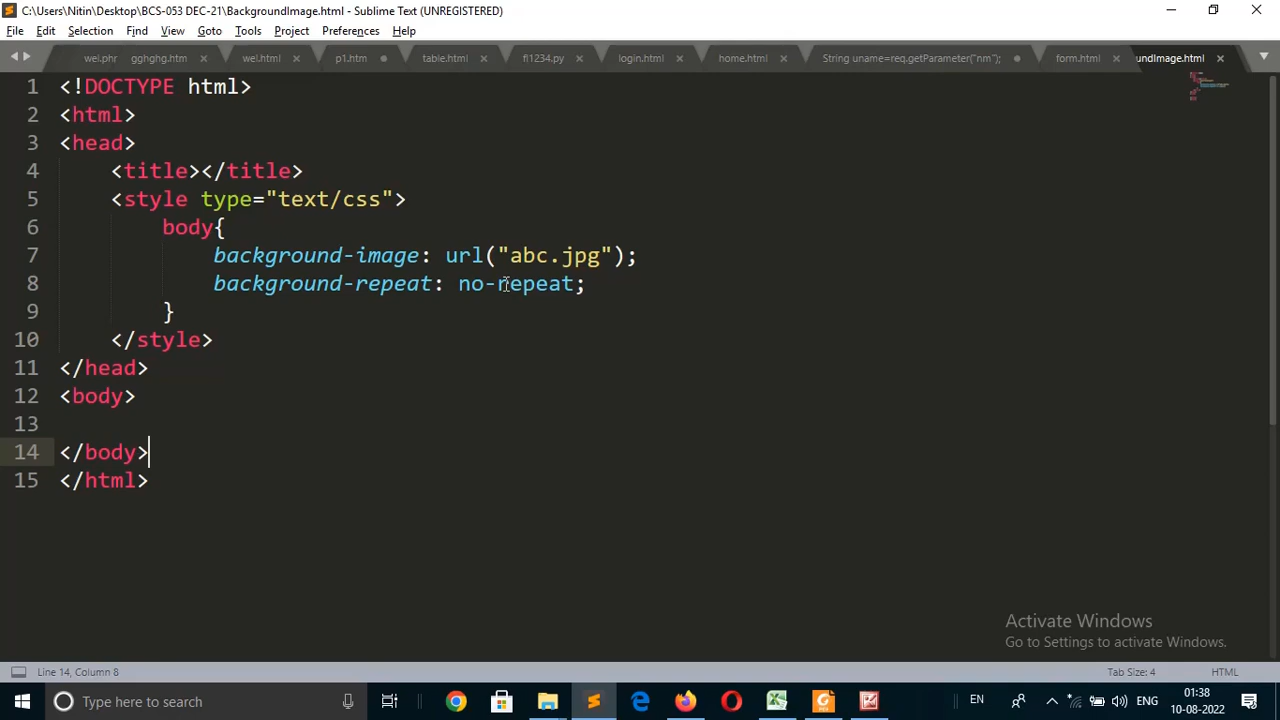 C:\Users\Nitin\Desktop\BCS-053 DEC-21\BackgroundImage.html - Sublime Text (UNREGISTERED)
File Edit Selection Find View Goto Tools Project Preferences Help
wel.phr gghghg.htm wel.html p1.htm table.html fl1234.py login.html home.html String uname=req.getParameter("nm"); form.html undImage.html
1 <!DOCTYPE html>
2 <html>
3 <head>
4 <title></title>
5 <style type="text/css">
6 body{
7 background-image: url("abc.jpg");
8 background-repeat: no-repeat;
9 }
10 </style>
11 </head>
12 <body>
13
14 </body>
15 </html>
Activate Windows
Go to Settings to activate Windows.
Line 14, Column 8 Tab Size: 4 HTML
Type here to search EN ENG 01:38
10-08-2022